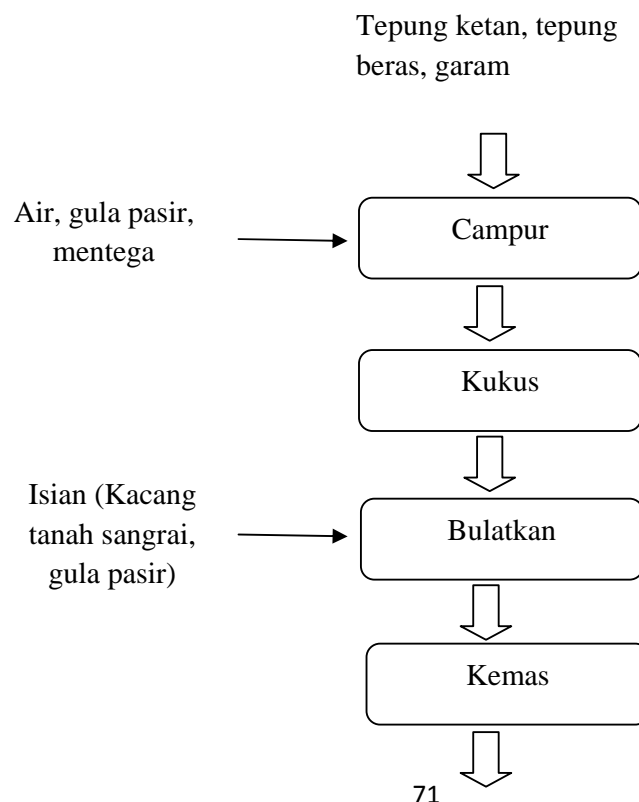 Tepung ketan, tepung
beras, garam
Air, gula pasir,
mentega
Campur
Kukus
Isian (Kacang
tanah sangrai,
gula pasir)
Bulatkan
Kemas
71